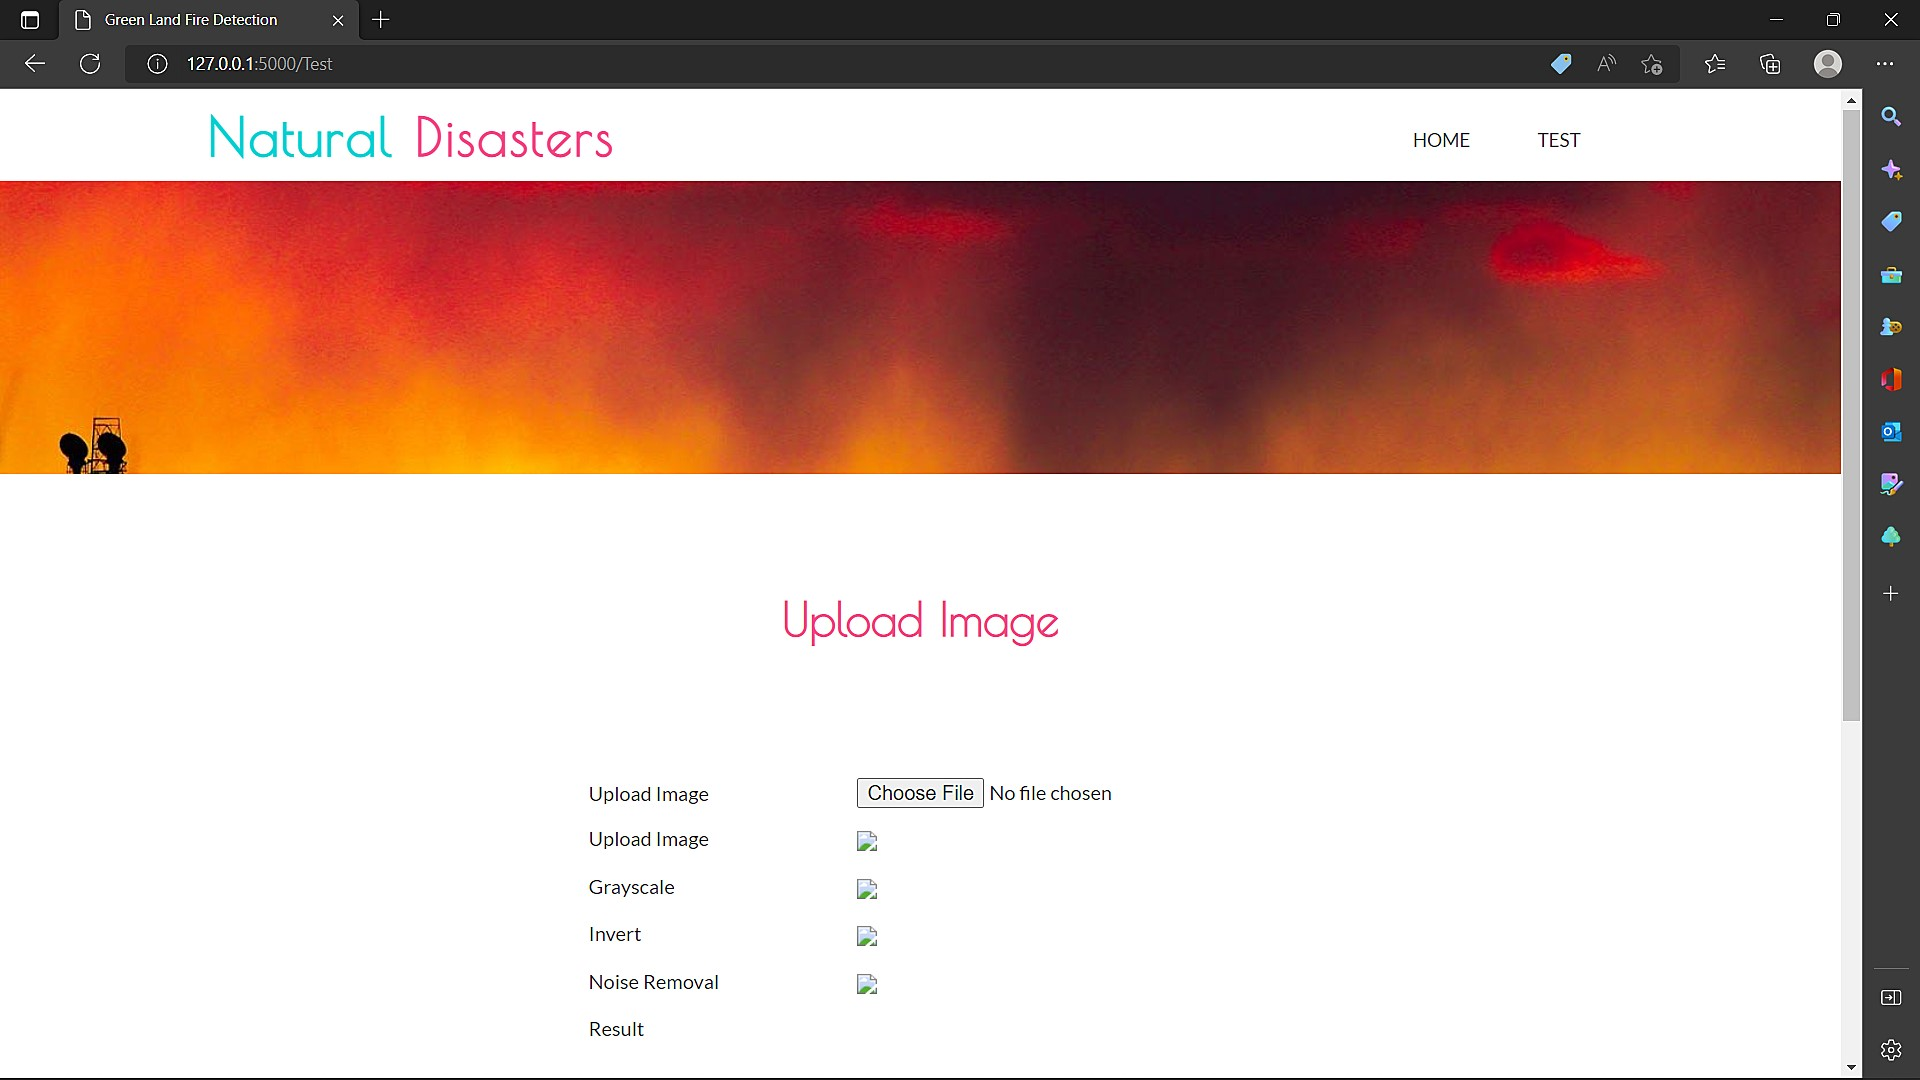 Green Land Fire Detection
127.0.0.1:5000/Test
Natural Disasters
HOME TEST
Upload Image
Upload Image Choose File No file chosen
Upload Image
Grayscale
Invert
Noise Removal
Result